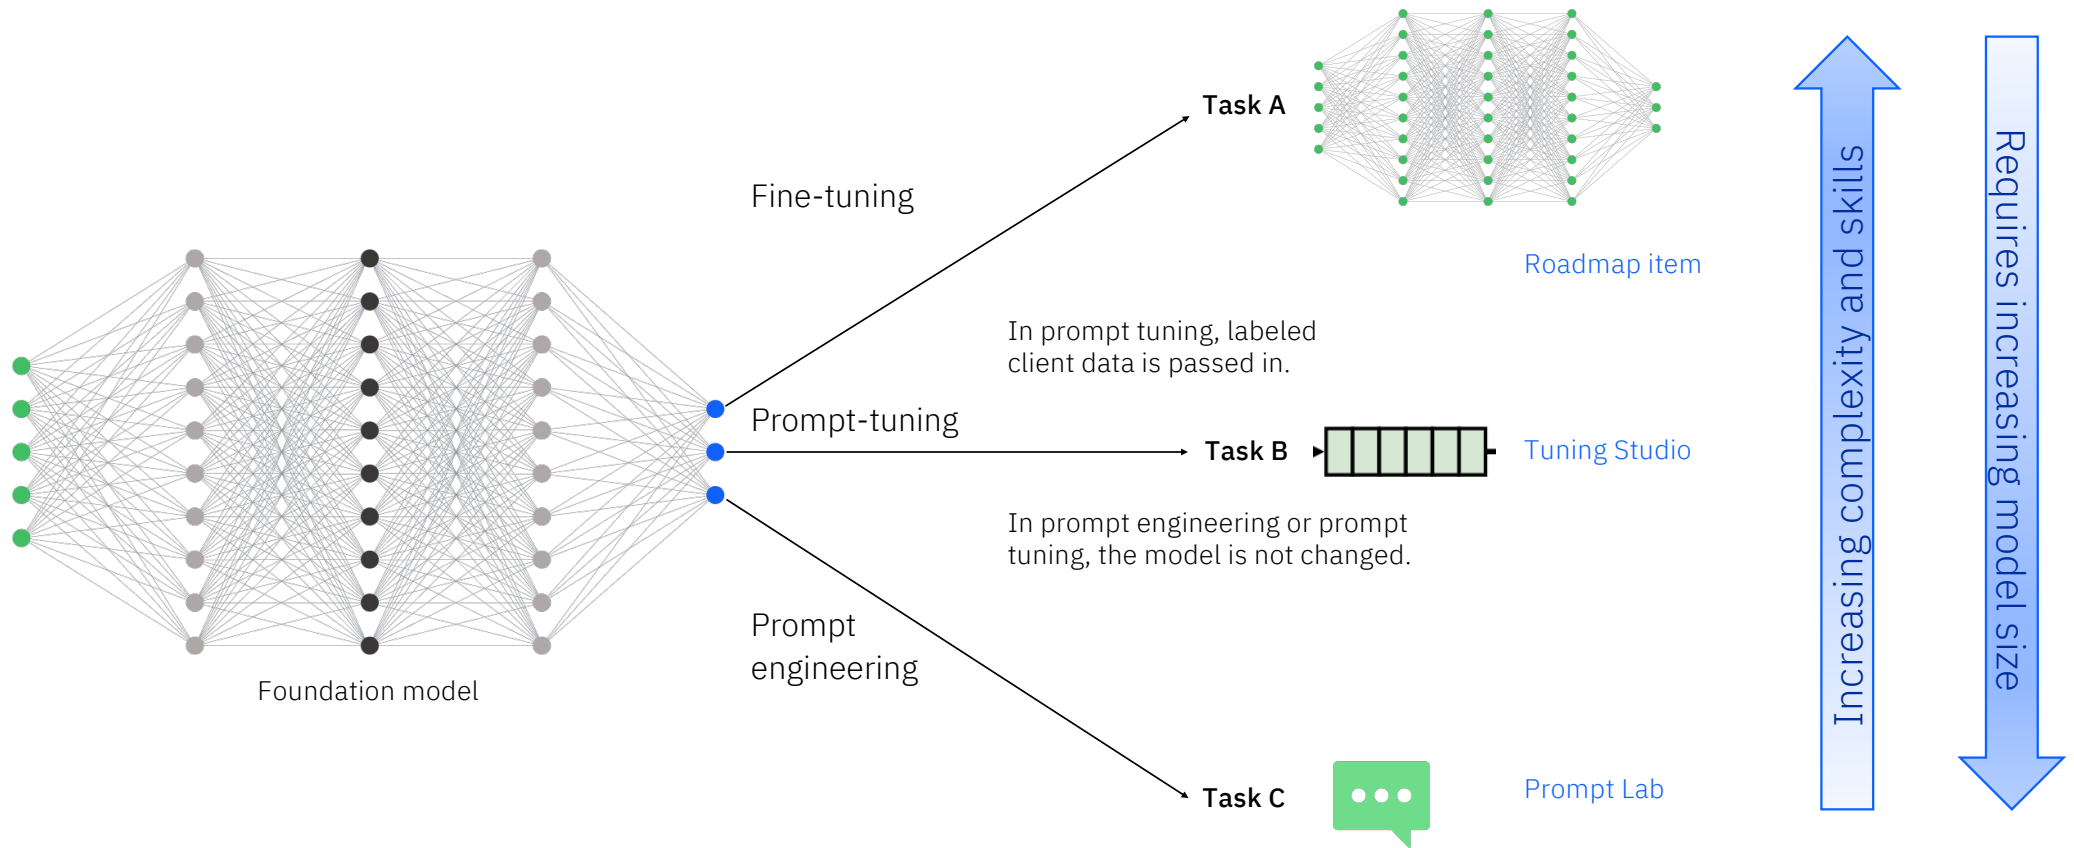 Task A
Fine-tuning
Roadmap item
In prompt tuning, labeled
client data is passed in.
Prompt-tuning
Task B
Tuning Studio
In prompt engineering or prompt
tuning, the model is not changed.
Prompt
engineering
Foundation model
Task C
Prompt Lab
Increasing complexity and skills
Requires increasing model size